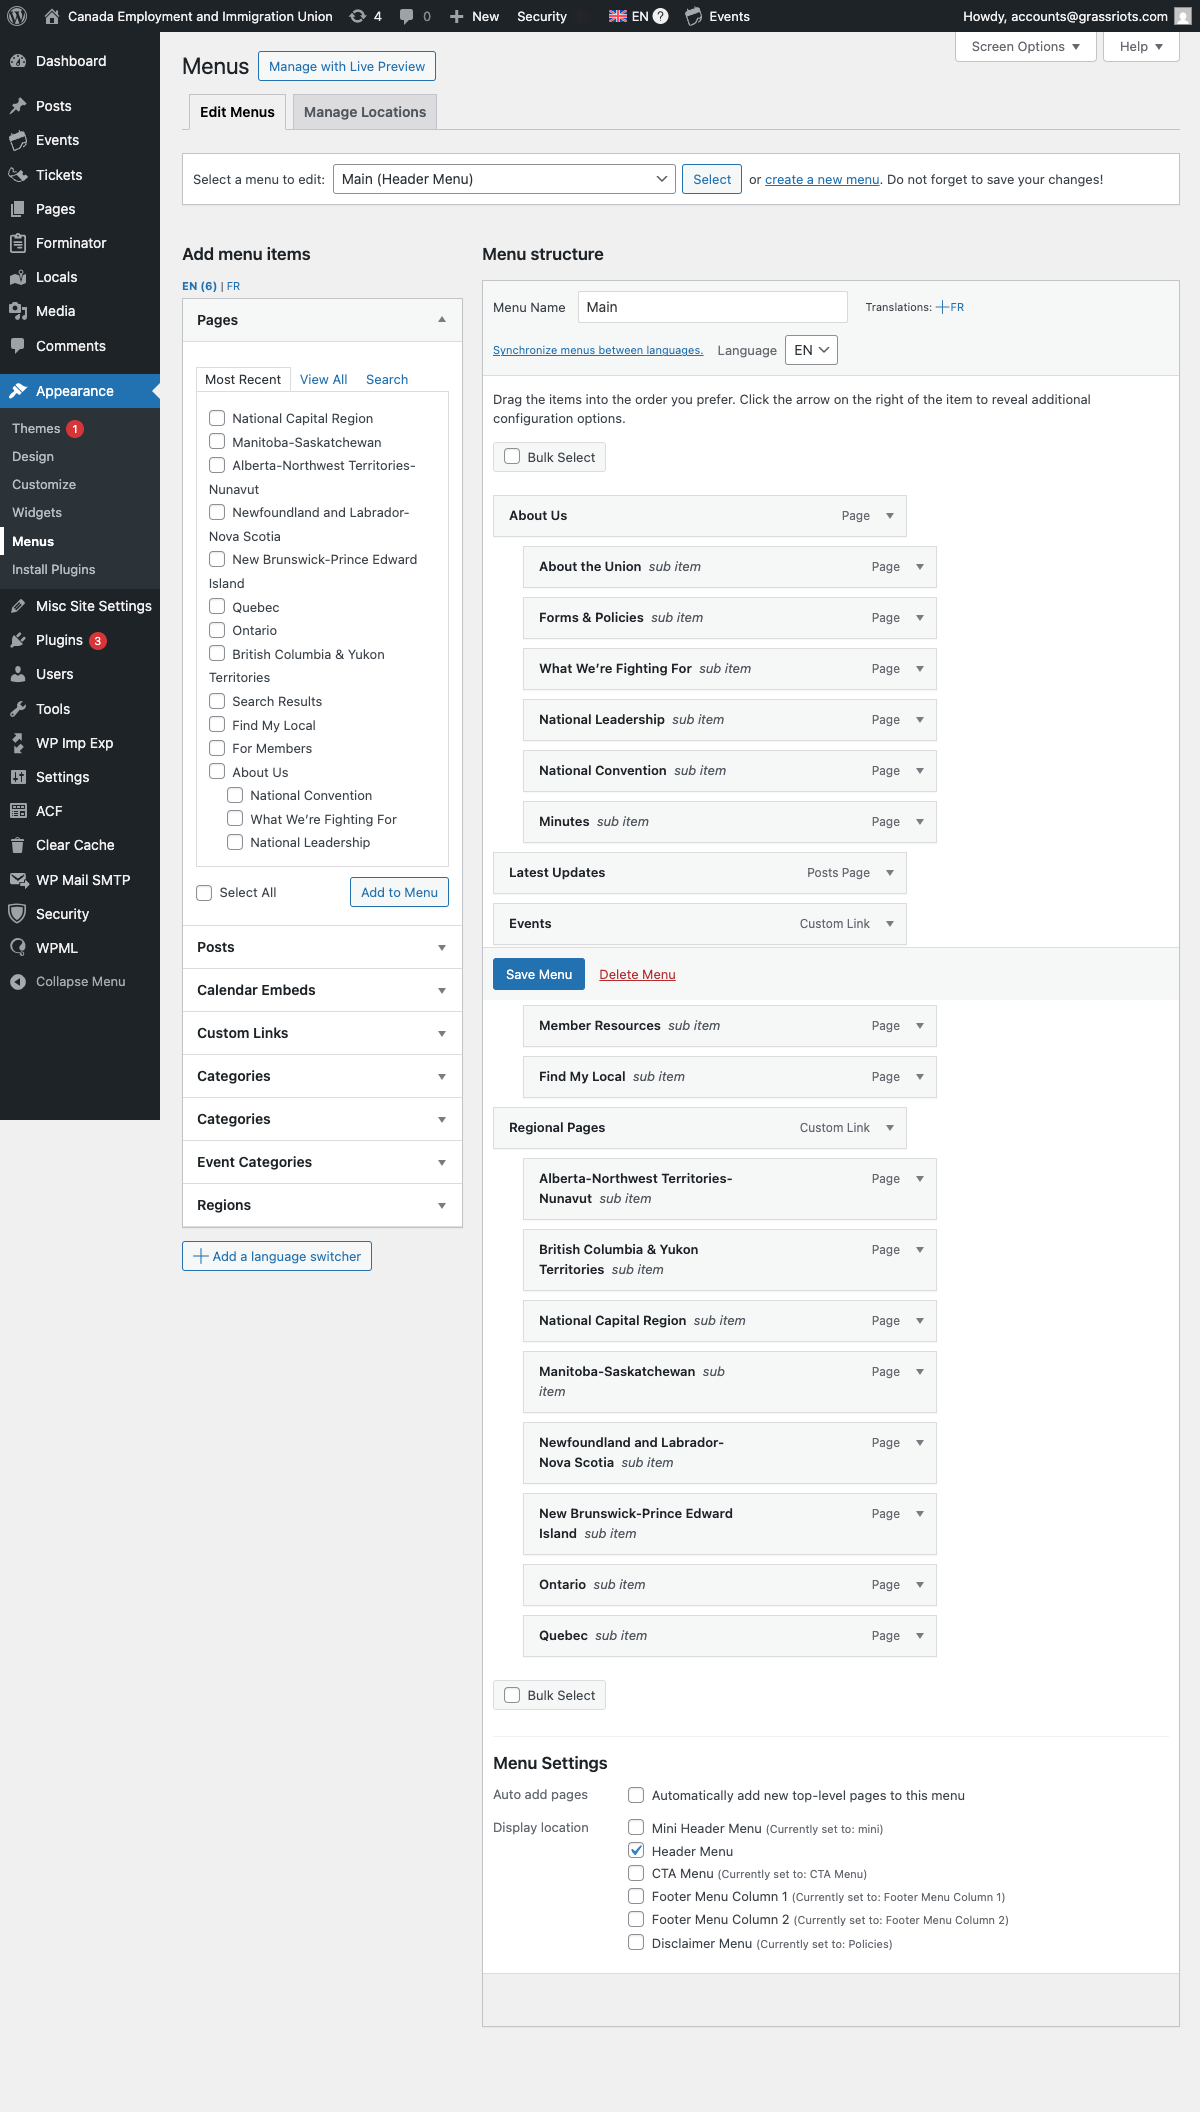 Canada Employment and Immigration Union 4 0 New Security EN Events Howdy, accounts@grassriots.com
Screen Options Help
Dashboard
Posts
Events
Tickets
Pages
Forminator
Locals
Media
Comments
Appearance
Themes 1
Design
Customize
Widgets
Menus
Install Plugins
Misc Site Settings
Plugins 3
Users
Tools
WP Imp Exp
Settings
ACF
Clear Cache
WP Mail SMTP
Security
WPML
Collapse Menu
Menus Manage with Live Preview
Edit Menus Manage Locations
Select a menu to edit: Main (Header Menu) Select or create a new menu. Do not forget to save your changes!
Add menu items
EN (6) | FR
Pages
Most Recent View All Search
National Capital Region
Manitoba-Saskatchewan
Alberta-Northwest Territories-
Nunavut
Newfoundland and Labrador-
Nova Scotia
New Brunswick-Prince Edward
Island
Quebec
Ontario
British Columbia & Yukon
Territories
Search Results
Find My Local
For Members
About Us
National Convention
What We’re Fighting For
National Leadership
Select All Add to Menu
Posts
Calendar Embeds
Custom Links
Categories
Categories
Event Categories
Regions
Add a language switcher
Menu structure
Menu Name Main Translations: FR
Synchronize menus between languages. Language EN
Drag the items into the order you prefer. Click the arrow on the right of the item to reveal additional
configuration options.
Bulk Select
About Us Page
About the Union sub item Page
Forms & Policies sub item Page
What We’re Fighting For sub item Page
National Leadership sub item Page
National Convention sub item Page
Minutes sub item Page
Latest Updates Posts Page
Events Custom Link
Save Menu Delete Menu
Member Resources sub item Page
Find My Local sub item Page
Regional Pages Custom Link
Alberta-Northwest Territories- Page
Nunavut sub item
British Columbia & Yukon Page
Territories sub item
National Capital Region sub item Page
Manitoba-Saskatchewan sub Page
item
Newfoundland and Labrador- Page
Nova Scotia sub item
New Brunswick-Prince Edward Page
Island sub item
Ontario sub item Page
Quebec sub item Page
Bulk Select
Menu Settings
Auto add pages Automatically add new top-level pages to this menu
Display location Mini Header Menu (Currently set to: mini)
Header Menu
CTA Menu (Currently set to: CTA Menu)
Footer Menu Column 1 (Currently set to: Footer Menu Column 1)
Footer Menu Column 2 (Currently set to: Footer Menu Column 2)
Disclaimer Menu (Currently set to: Policies)